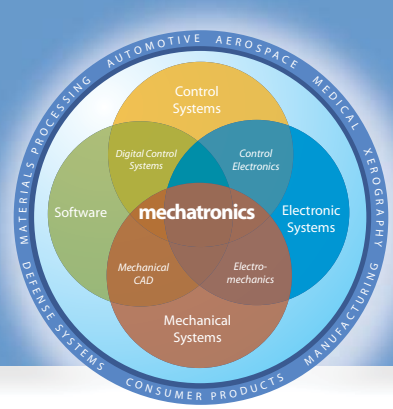 MATERIALS PROCESSING AUTOMOTIVE AEROSPACE MEDICAL XEROGRAPHY
Control
Systems
Digital Control
Systems
Control
Electronics
Software
mechatronics
Electronic
Systems
Mechanical
CAD
Electro-
mechanics
Mechanical
Systems
DEFENSE SYSTEMS CONSUMER PRODUCTS MANUFACTURING